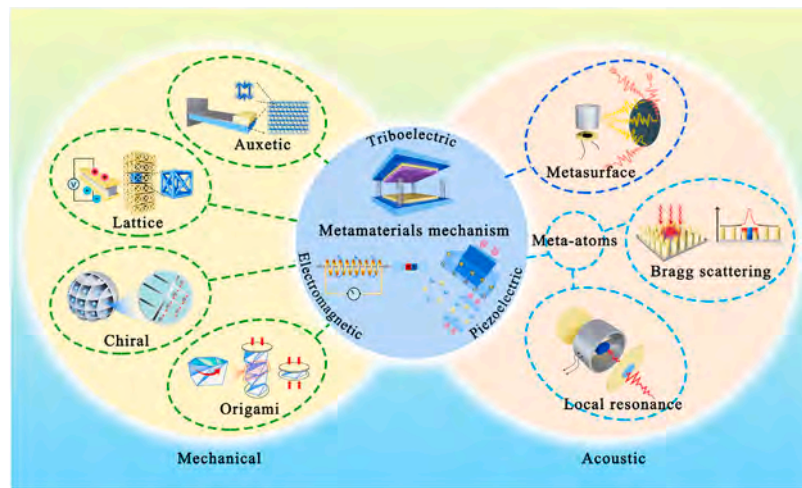 Auxetic
Lattice
V
Chiral
Origami
Mechanical
Triboelectric
Metamaterials mechanism
Electromagnetic
Piezoelectric
Metasurface
Meta-atoms
Bragg scattering
Local resonance
Acoustic